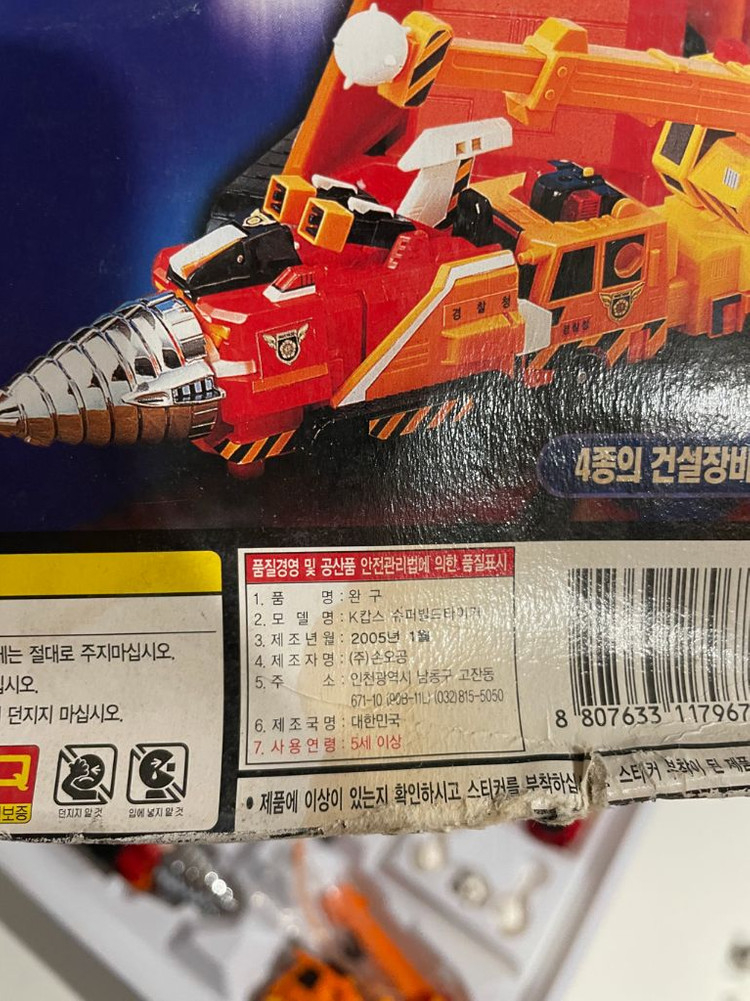 경찰청
경찰청
4종의 건설장비
품질경영 및 공산품 안전관리법에 의한 품질표시
1. 품 명 : 완 구
2. 모 델 명 : K캅스 슈퍼빌드타이거
3. 제조년월 : 2005년 1월
4. 제조자명 : (주)손오공
5. 주 소 : 인천광역시 남동구 고잔동
671-10 (90B-11L) (032)815-5050
6. 제조국명 : 대한민국
7. 사용연령 : 5세 이상
게는 절대로 주지마십시오.
십시오.
던지지 마십시오.
Q
보증
던지지 말 것
입에 넣지 말 것
8 807633 117967
• 제품에 이상이 있는지 확인하시고 스티커를 부착하십
스티커 부착이 된 제품